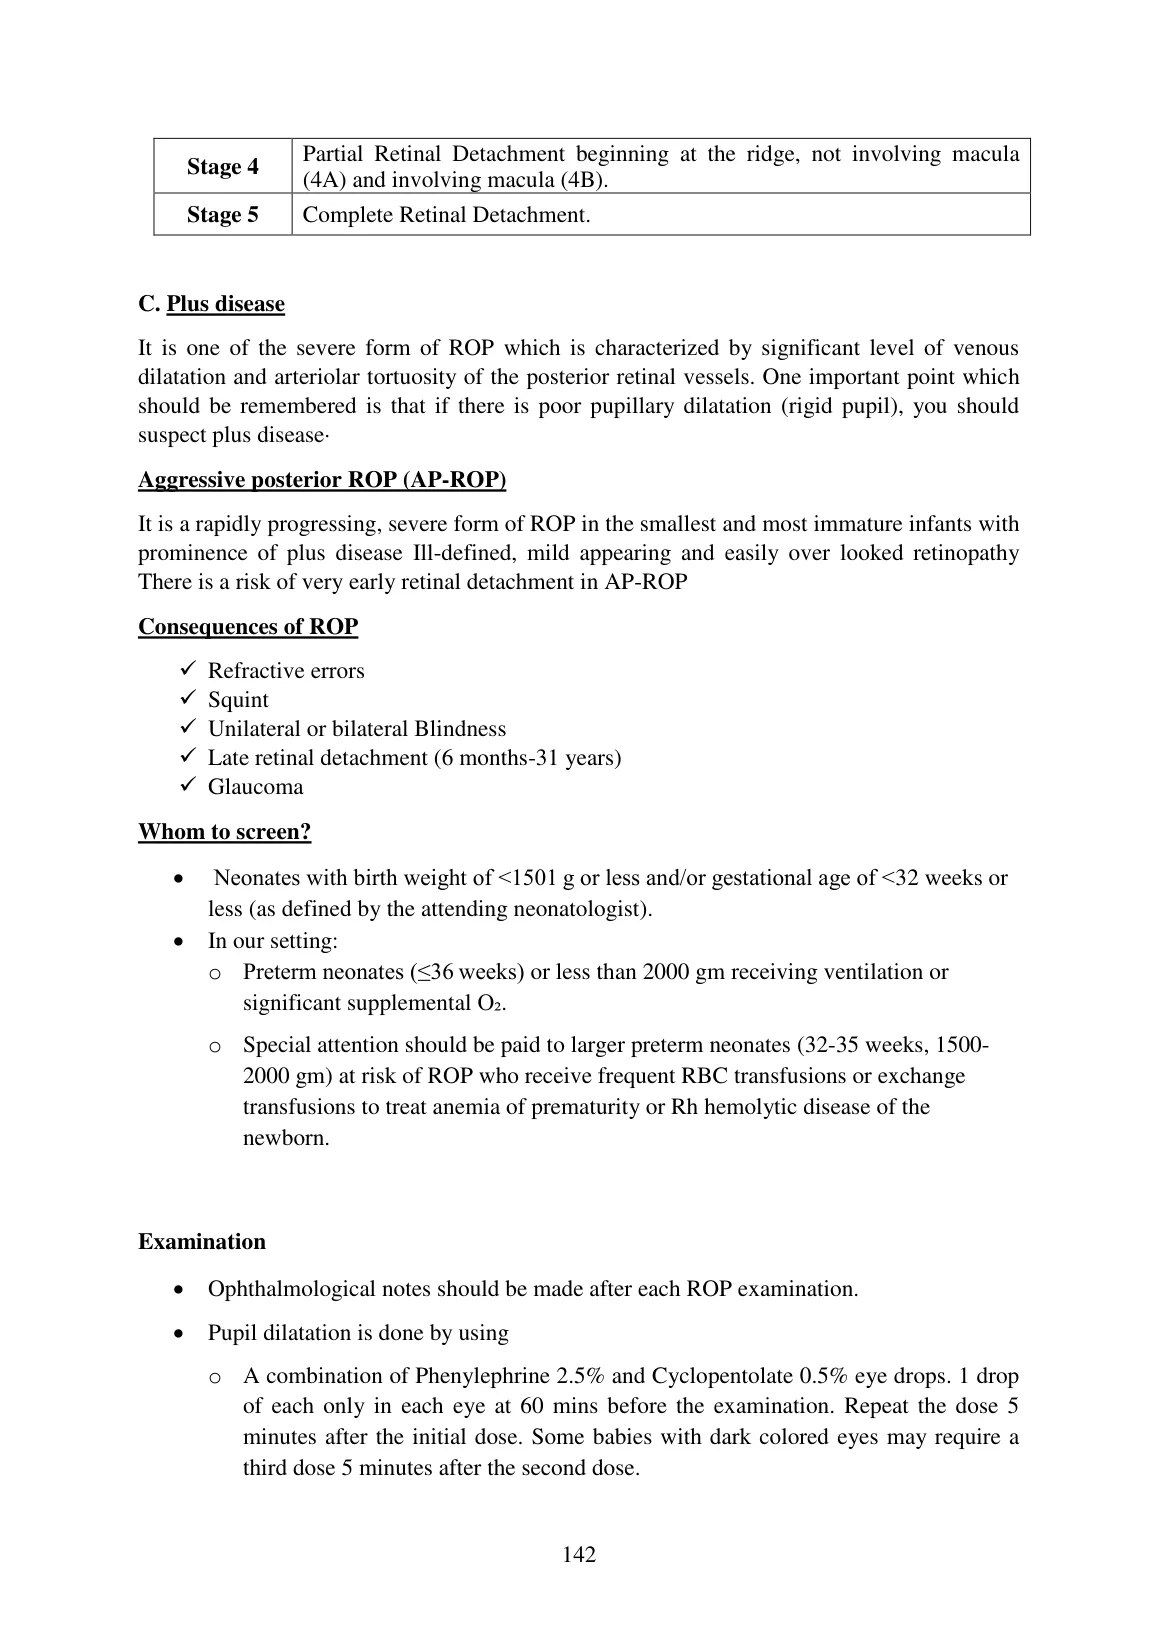 Stage 4
Partial Retinal Detachment beginning at the ridge, not involving macula
(4A) and involving macula (4B).
Stage 5
Complete Retinal Detachment.
C. Plus disease
It is one of the severe form of ROP which is characterized by significant level of venous
dilatation and arteriolar tortuosity of the posterior retinal vessels. One important point which
should be remembered is that if there is poor pupillary dilatation (rigid pupil), you should
suspect plus disease·
Aggressive posterior ROP (AP-ROP)
It is a rapidly progressing, severe form of ROP in the smallest and most immature infants with
prominence of plus disease Ill-defined, mild appearing and easily over looked retinopathy
There is a risk of very early retinal detachment in AP-ROP
Consequences of ROP
✓ Refractive errors
✓ Squint
✓ Unilateral or bilateral Blindness
✓ Late retinal detachment (6 months-31 years)
✓ Glaucoma
Whom to screen?
• Neonates with birth weight of <1501 g or less and/or gestational age of <32 weeks or
less (as defined by the attending neonatologist).
• In our setting:
o Preterm neonates (≤36 weeks) or less than 2000 gm receiving ventilation or
significant supplemental O₂.
o Special attention should be paid to larger preterm neonates (32-35 weeks, 1500-
2000 gm) at risk of ROP who receive frequent RBC transfusions or exchange
transfusions to treat anemia of prematurity or Rh hemolytic disease of the
newborn.
Examination
• Ophthalmological notes should be made after each ROP examination.
• Pupil dilatation is done by using
o A combination of Phenylephrine 2.5% and Cyclopentolate 0.5% eye drops. 1 drop
of each only in each eye at 60 mins before the examination. Repeat the dose 5
minutes after the initial dose. Some babies with dark colored eyes may require a
third dose 5 minutes after the second dose.
142